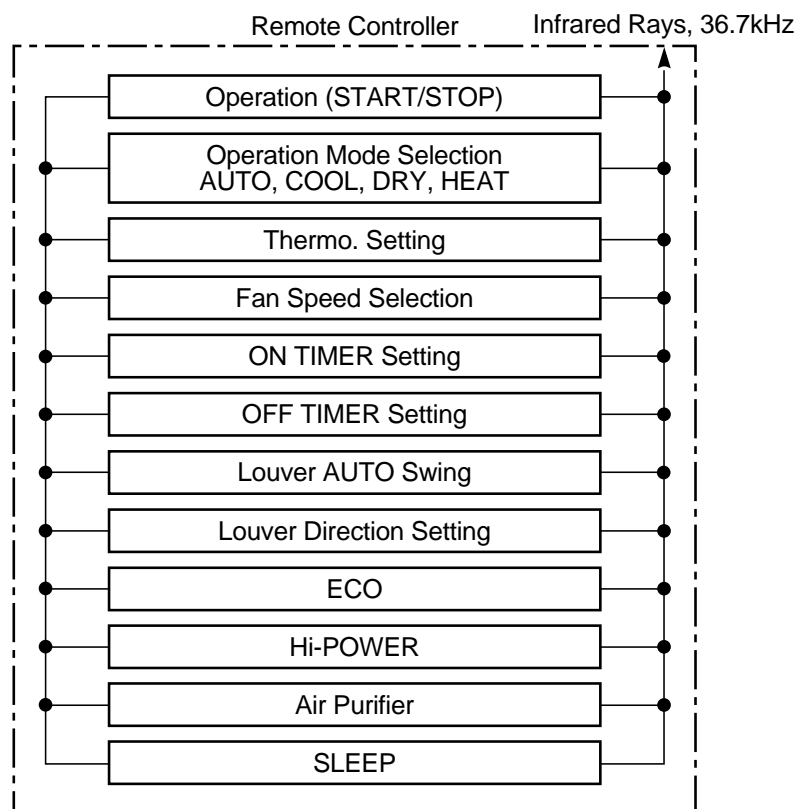 Remote Controller
Infrared Rays, 36.7kHz
Operation (START/STOP)
Operation Mode Selection
AUTO, COOL, DRY, HEAT
Thermo. Setting
Fan Speed Selection
ON TIMER Setting
OFF TIMER Setting
Louver AUTO Swing
Louver Direction Setting
ECO
Hi-POWER
Air Purifier
SLEEP